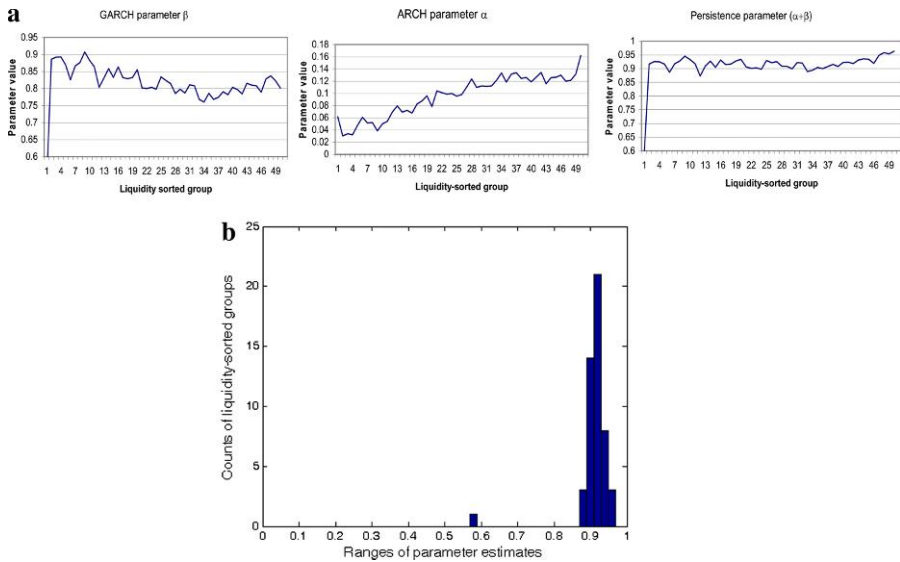 a
GARCH parameter β
Parameter value
0.95
0.9
0.85
0.8
0.75
0.7
0.65
0.6
1 4 7 10 13 16 19 22 25 28 31 34 37 40 43 46 49
Liquidity sorted group
ARCH parameter α
Parameter value
0.18
0.16
0.14
0.12
0.1
0.08
0.06
0.04
0.02
0
1 4 7 10 13 16 19 22 25 28 31 34 37 40 43 46 49
Liquidity-sorted group
Persistence parameter (α+β)
Parameter value
1
0.95
0.9
0.85
0.8
0.75
0.7
0.65
0.6
1 4 7 10 13 16 19 22 25 28 31 34 37 40 43 46 49
Liquidity-sorted group
b
Counts of liquidity-sorted groups
25
20
15
10
5
0
0 0.1 0.2 0.3 0.4 0.5 0.6 0.7 0.8 0.9 1
Ranges of parameter estimates